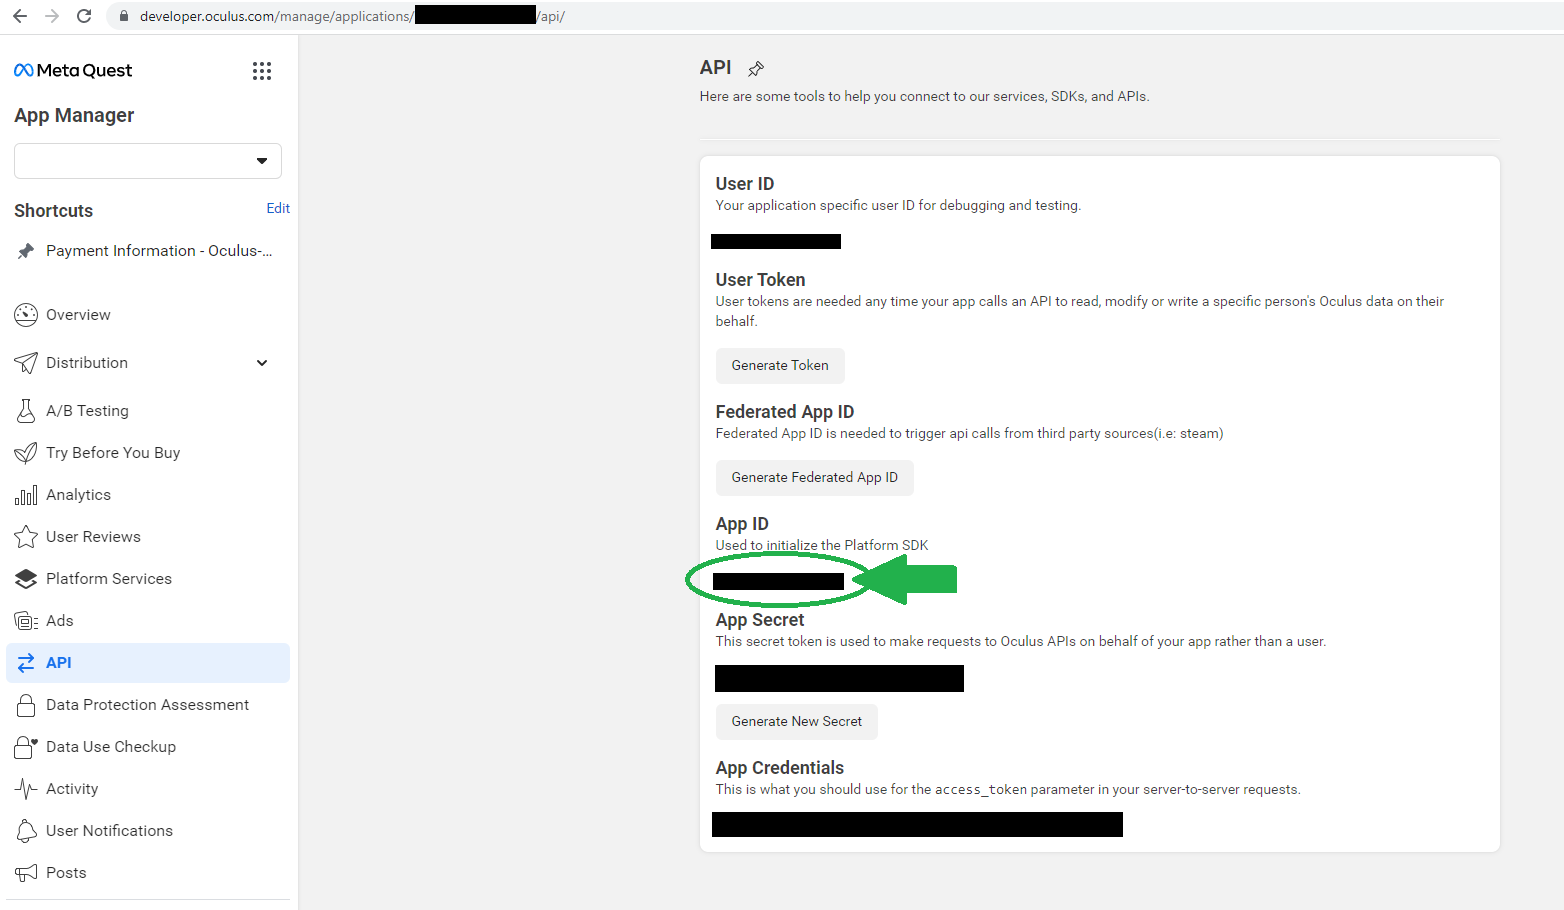 developer.oculus.com/manage/applications/ /api/
Meta Quest
App Manager
Shortcuts
Edit
Payment Information - Oculus-...
Overview
Distribution
A/B Testing
Try Before You Buy
Analytics
User Reviews
Platform Services
Ads
API
Data Protection Assessment
Data Use Checkup
Activity
User Notifications
Posts
API
Here are some tools to help you connect to our services, SDKs, and APIs.
User ID
Your application specific user ID for debugging and testing.
User Token
User tokens are needed any time your app calls an API to read, modify or write a specific person's Oculus data on their
behalf.
Generate Token
Federated App ID
Federated App ID is needed to trigger api calls from third party sources(i.e: steam)
Generate Federated App ID
App ID
Used to initialize the Platform SDK
App Secret
This secret token is used to make requests to Oculus APIs on behalf of your app rather than a user.
Generate New Secret
App Credentials
This is what you should use for the access_token parameter in your server-to-server requests.